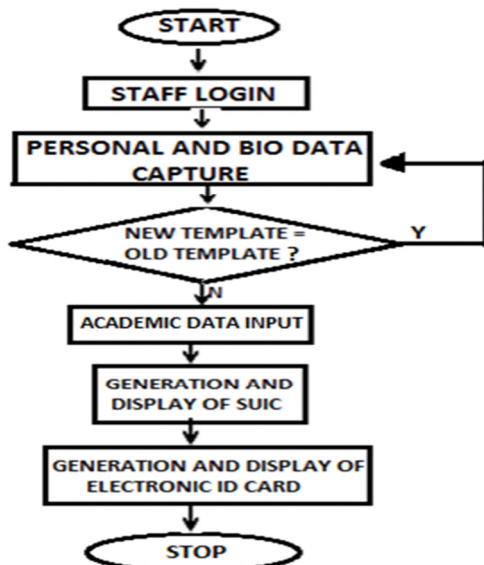 START
STAFF LOGIN
PERSONAL AND BIO DATA
CAPTURE
NEW TEMPLATE =
OLD TEMPLATE ?
Y
N
ACADEMIC DATA INPUT
GENERATION AND
DISPLAY OF SUIC
GENERATION AND DISPLAY OF
ELECTRONIC ID CARD
STOP